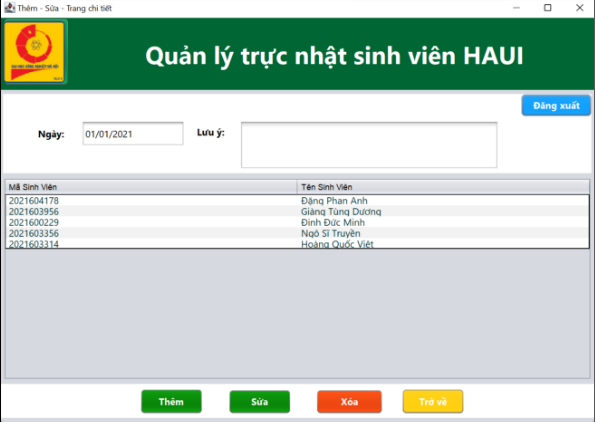 Thêm - Sửa - Trang chi tiết
Quản lý trực nhật sinh viên HAUI
Đăng xuất
Ngày: 01/01/2021 Lưu ý:
Mã Sinh Viên Tên Sinh Viên
2021604178 Đặng Phan Anh
2021603956 Giàng Tùng Dương
2021600229 Đinh Đức Minh
2021603356 Ngô Sĩ Truyền
2021603314 Hoàng Quốc Việt
Thêm Sửa Xóa Trở về